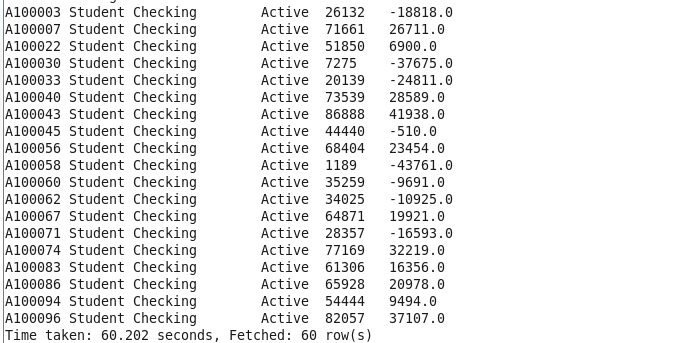 A100003 Student Checking        Active  26132   -18818.0
A100007 Student Checking        Active  71661   26711.0
A100022 Student Checking        Active  51850   6900.0
A100030 Student Checking        Active  7275    -37675.0
A100033 Student Checking        Active  20139   -24811.0
A100040 Student Checking        Active  73539   28589.0
A100043 Student Checking        Active  86888   41938.0
A100045 Student Checking        Active  44440   -510.0
A100056 Student Checking        Active  68404   23454.0
A100058 Student Checking        Active  1189    -43761.0
A100060 Student Checking        Active  35259   -9691.0
A100062 Student Checking        Active  34025   -10925.0
A100067 Student Checking        Active  64871   19921.0
A100071 Student Checking        Active  28357   -16593.0
A100074 Student Checking        Active  77169   32219.0
A100083 Student Checking        Active  61306   16356.0
A100086 Student Checking        Active  65928   20978.0
A100094 Student Checking        Active  54444   9494.0
A100096 Student Checking        Active  82057   37107.0
Time taken: 60.202 seconds, Fetched: 60 row(s)